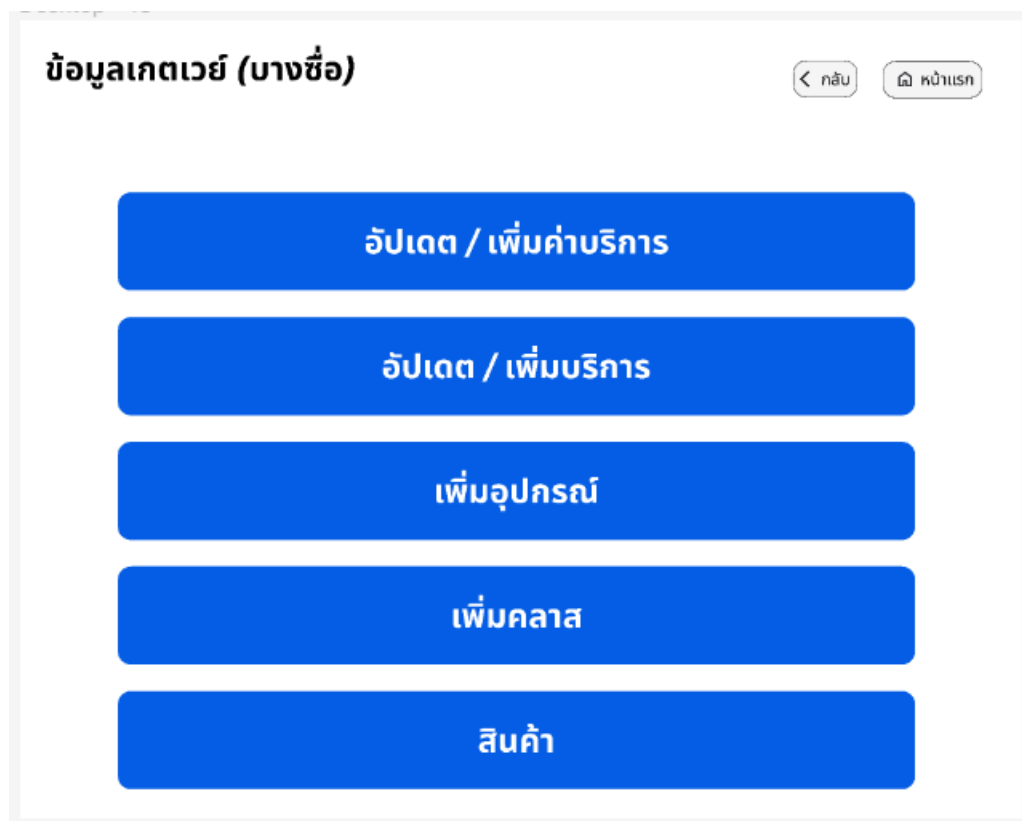 ข้อมูลเกตเวย์ (บางซื่อ)
กลับ
หน้าแรก
อัปเดต / เพิ่มค่าบริการ
อัปเดต / เพิ่มบริการ
เพิ่มอุปกรณ์
เพิ่มคลาส
สินค้า